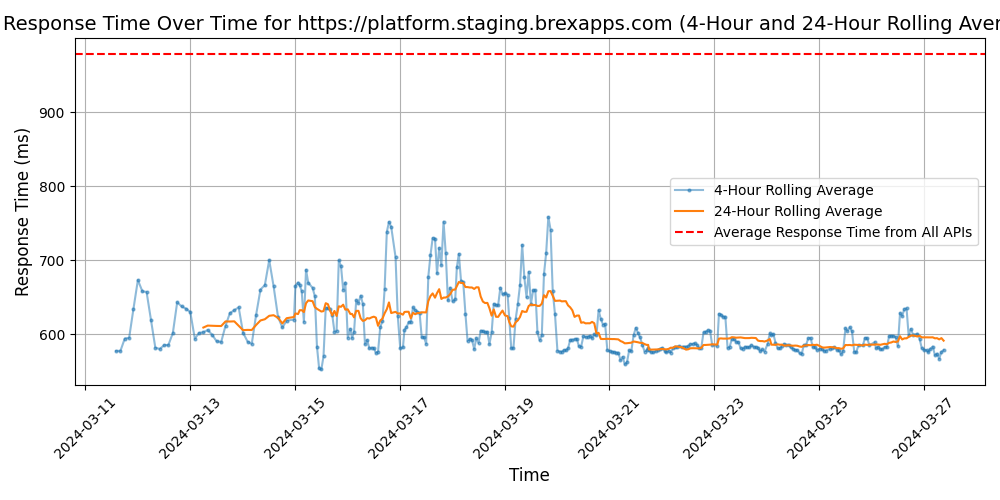 Response Time Over Time for https://platform.staging.brexapps.com (4-Hour and 24-Hour Rolling Aver
Response Time (ms)
900
800
700
600
4-Hour Rolling Average
24-Hour Rolling Average
Average Response Time from All APIs
2024-03-11
2024-03-13
2024-03-15
2024-03-17
2024-03-19
2024-03-21
2024-03-23
2024-03-25
2024-03-27
Time